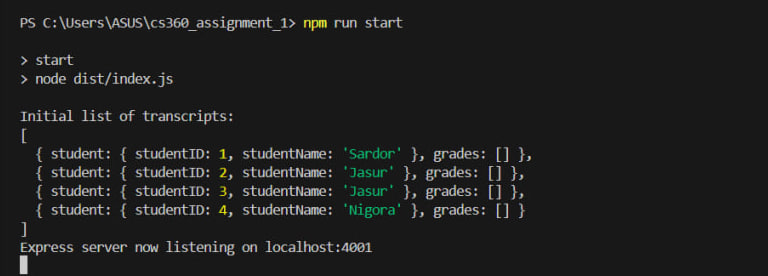 PS C:\Users\ASUS\cs360_assignment_1> npm run start
> start
> node dist/index.js
Initial list of transcripts:
[
  { student: { studentID: 1, studentName: 'Sardor' }, grades: [] },
  { student: { studentID: 2, studentName: 'Jasur' }, grades: [] },
  { student: { studentID: 3, studentName: 'Jasur' }, grades: [] },
  { student: { studentID: 4, studentName: 'Nigora' }, grades: [] }
]
Express server now listening on localhost:4001